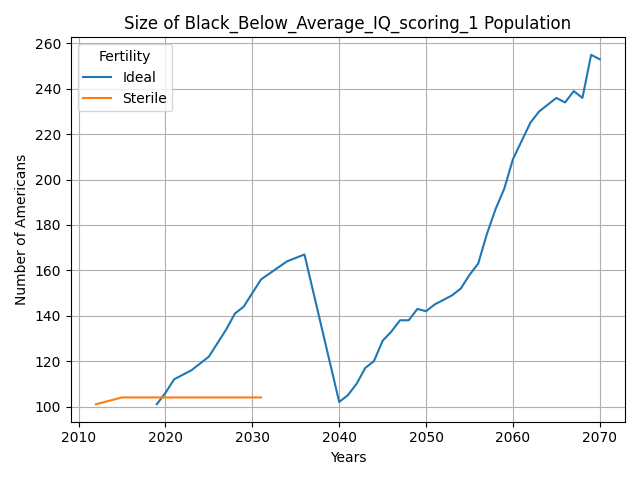 Size of Black_Below_Average_IQ_scoring_1 Population
Fertility
Ideal
Sterile
Number of Americans
260
240
220
200
180
160
140
120
100
2010 2020 2030 2040 2050 2060 2070
Years